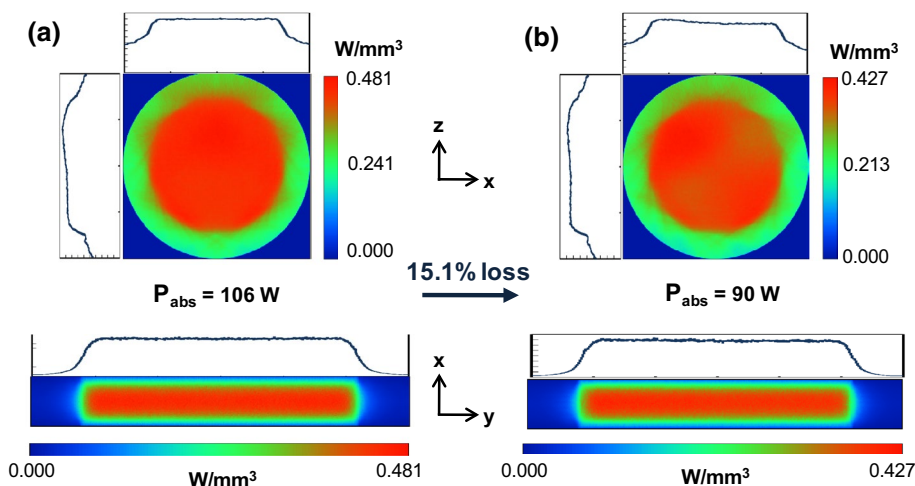 (a)
W/mm³
0.481
0.241
0.000
P_abs = 106 W
z
x
15.1% loss
(b)
W/mm³
0.427
0.213
0.000
P_abs = 90 W
x
y
0.000
0.481
W/mm³
0.000
0.427
W/mm³